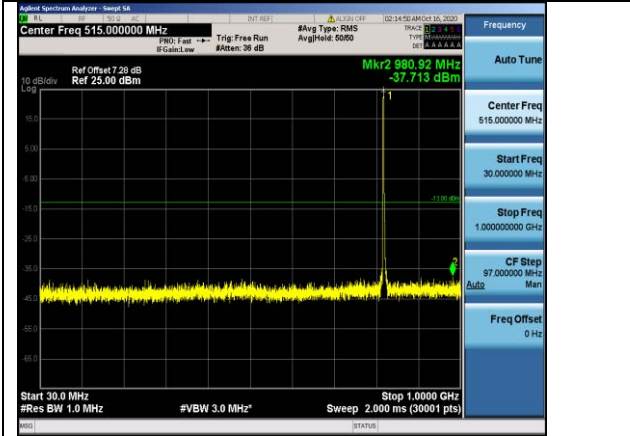 Agilent Spectrum Analyzer - Swept SA
RL RF 50 Ω AC INT REF ALIGN OFF 02:14:50 AM Oct 16, 2020
Center Freq 515.000000 MHz
PNO: Fast
IFGain:Low
Trig: Free Run
#Atten: 36 dB
#Avg Type: RMS
Avg|Hold: 50/50
TRACE 1 2 3 4 5 6
TYPE
DET A A A A A A
Frequency
Ref Offset 7.28 dB
Ref 25.00 dBm
10 dB/div
Log
Mkr2 980.92 MHz
-37.713 dBm
Auto Tune
1
15.0
5.00
-5.00
-13.00 dBm
-15.0
-25.0
2
-35.0
-45.0
-55.0
-65.0
Center Freq
515.000000 MHz
Start Freq
30.000000 MHz
Stop Freq
1.000000000 GHz
CF Step
97.000000 MHz
Auto Man
Freq Offset
0 Hz
Start 30.0 MHz
Stop 1.0000 GHz
#Res BW 1.0 MHz
#VBW 3.0 MHz*
Sweep 2.000 ms (30001 pts)
MSG
STATUS